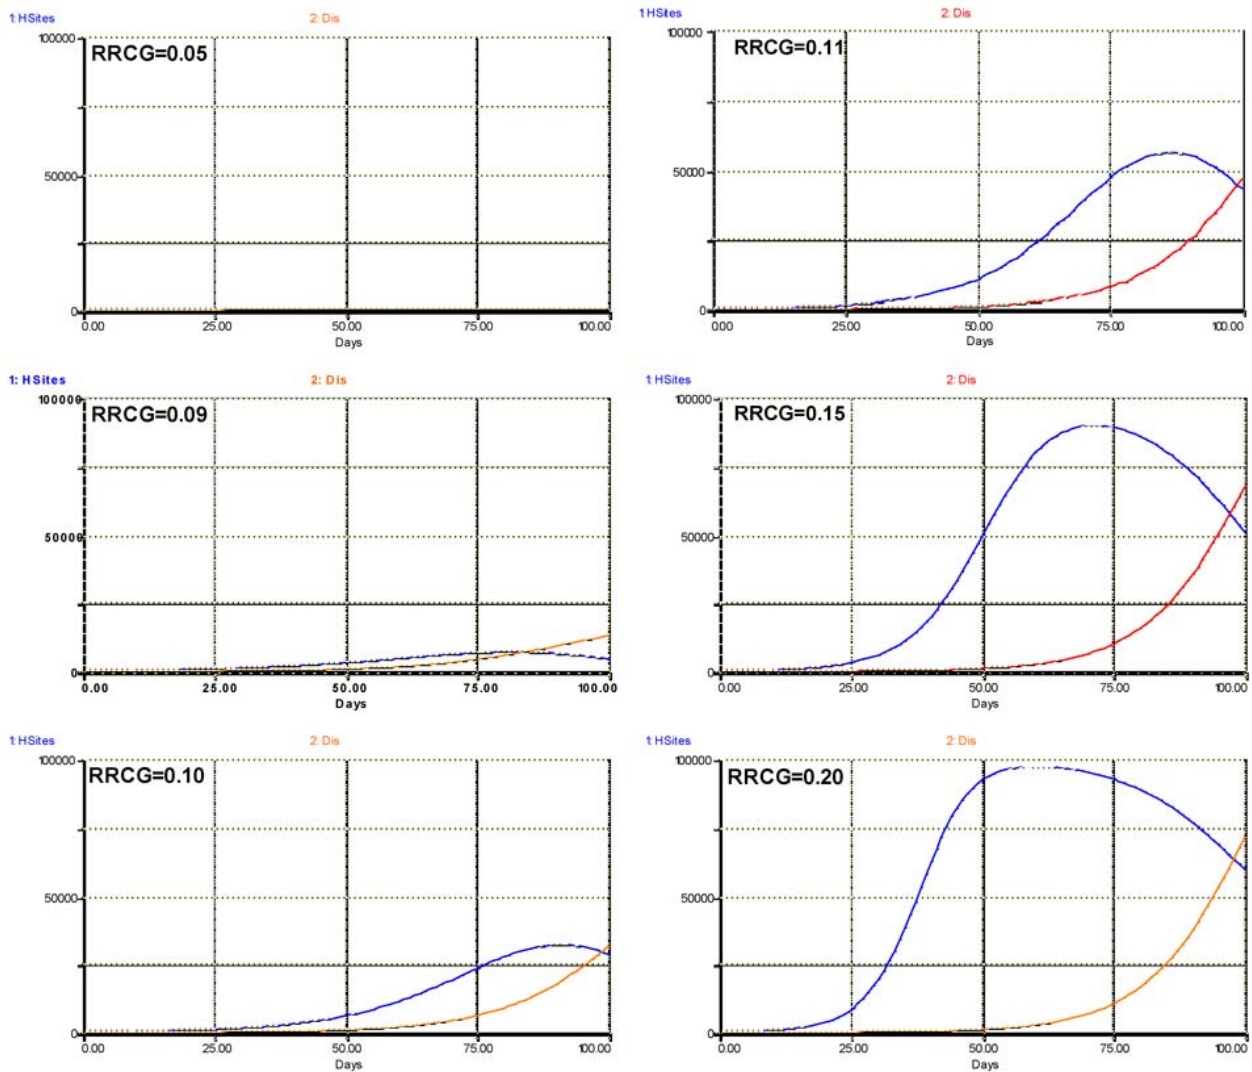 1: HSites 2: Dis
RRCG=0.05
100000
50000
0
0.00 25.00 50.00 75.00 100.00
Days
1: HSites 2: Dis
RRCG=0.11
100000
50000
0
0.00 25.00 50.00 75.00 100.00
Days
1: HSites 2: Dis
RRCG=0.09
100000
50000
0
0.00 25.00 50.00 75.00 100.00
Days
1: HSites 2: Dis
RRCG=0.15
100000
50000
0
0.00 25.00 50.00 75.00 100.00
Days
1: HSites 2: Dis
RRCG=0.10
100000
50000
0
0.00 25.00 50.00 75.00 100.00
Days
1: HSites 2: Dis
RRCG=0.20
100000
50000
0
0.00 25.00 50.00 75.00 100.00
Days